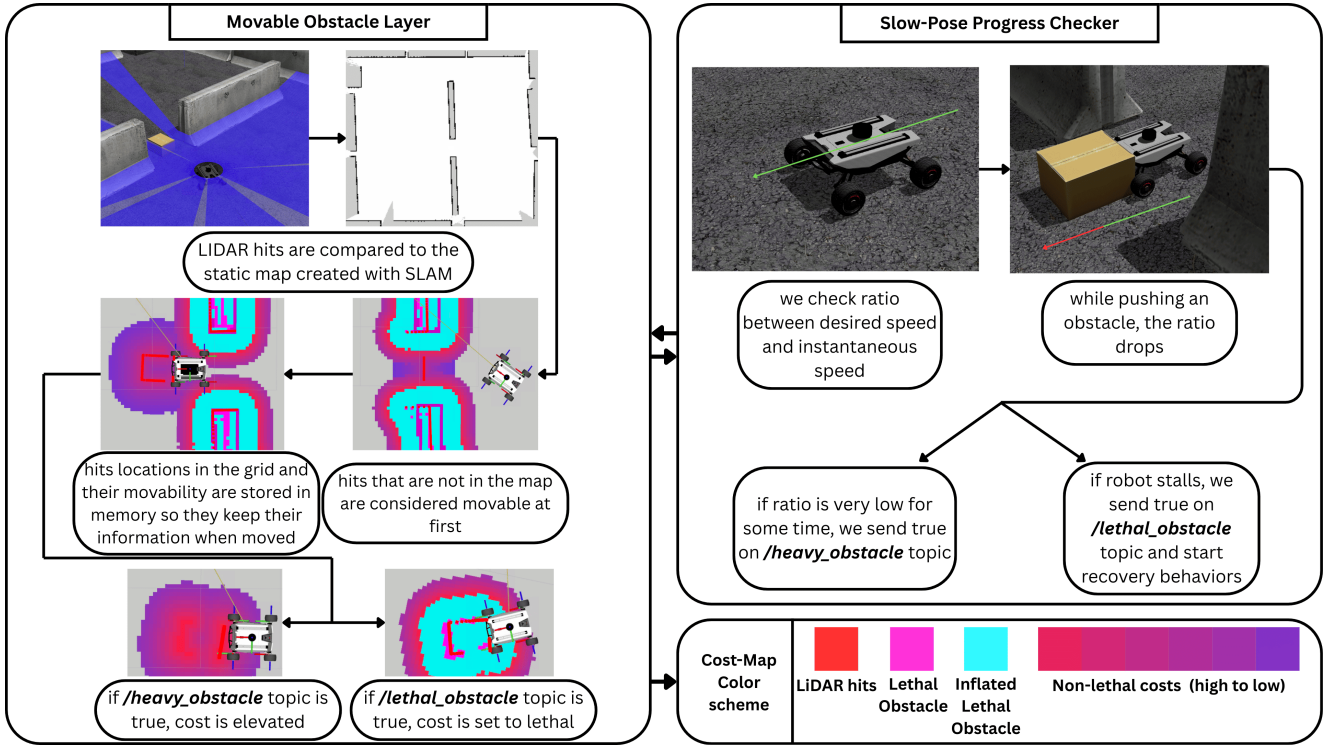 Movable Obstacle Layer
LIDAR hits are compared to the
static map created with SLAM
hits locations in the grid and
their movability are stored in
memory so they keep their
information when moved
hits that are not in the map
are considered movable at
first
if /heavy_obstacle topic is
true, cost is elevated
if /lethal_obstacle topic is
true, cost is set to lethal
Slow-Pose Progress Checker
we check ratio
between desired speed
and instantaneous
speed
while pushing an
obstacle, the ratio
drops
if ratio is very low for
some time, we send true
on /heavy_obstacle topic
if robot stalls, we
send true on
/lethal_obstacle
topic and start
recovery behaviors
Cost-Map
Color
scheme
LiDAR hits
Lethal
Obstacle
Inflated
Lethal
Obstacle
Non-lethal costs (high to low)